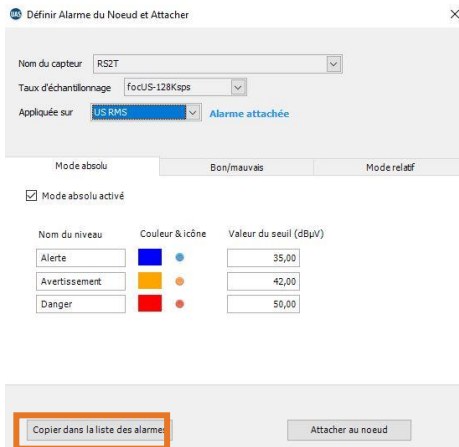 UAS Définir Alarme du Noeud et Attacher
Nom du capteur RS2T
Taux d'échantillonnage focUS-128Ksps
Appliquée sur US RMS Alarme attachée
Mode absolu Bon/mauvais Mode relatif
Mode absolu activé
Nom du niveau Couleur & icône Valeur du seuil (dBµV)
Alerte 35,00
Avertissement 42,00
Danger 50,00
Copier dans la liste des alarmes Attacher au noeud